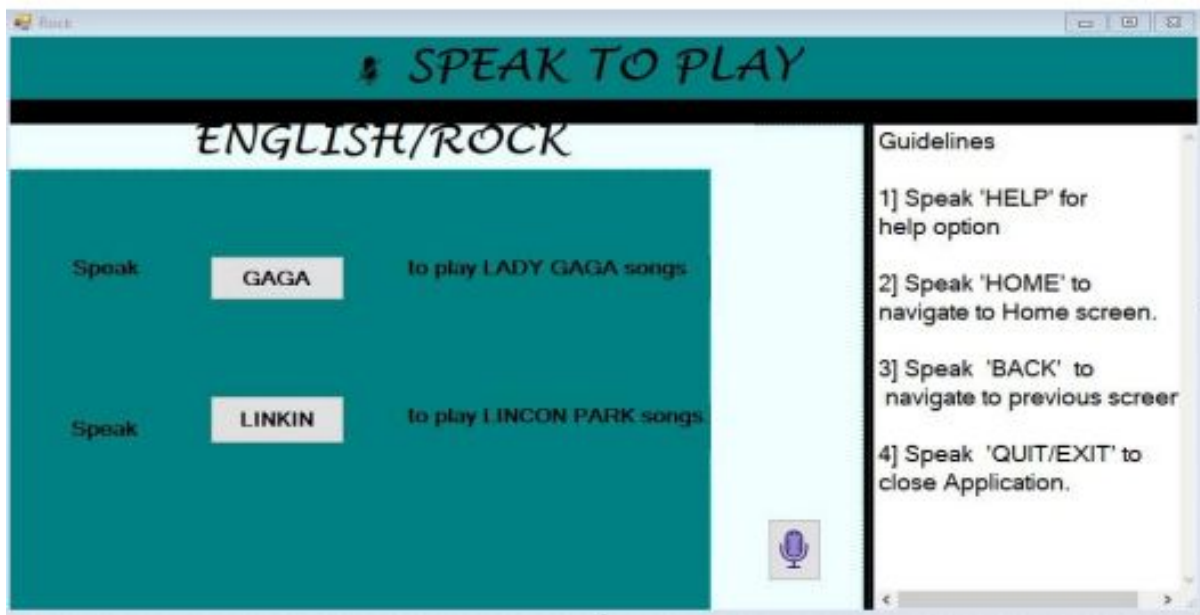 Rock
SPEAK TO PLAY
ENGLISH/ROCK
Speak GAGA to play LADY GAGA songs
Speak LINKIN to play LINCON PARK songs
Guidelines
1] Speak 'HELP' for
help option
2] Speak 'HOME' to
navigate to Home screen.
3] Speak 'BACK' to
navigate to previous screer
4] Speak 'QUIT/EXIT' to
close Application.